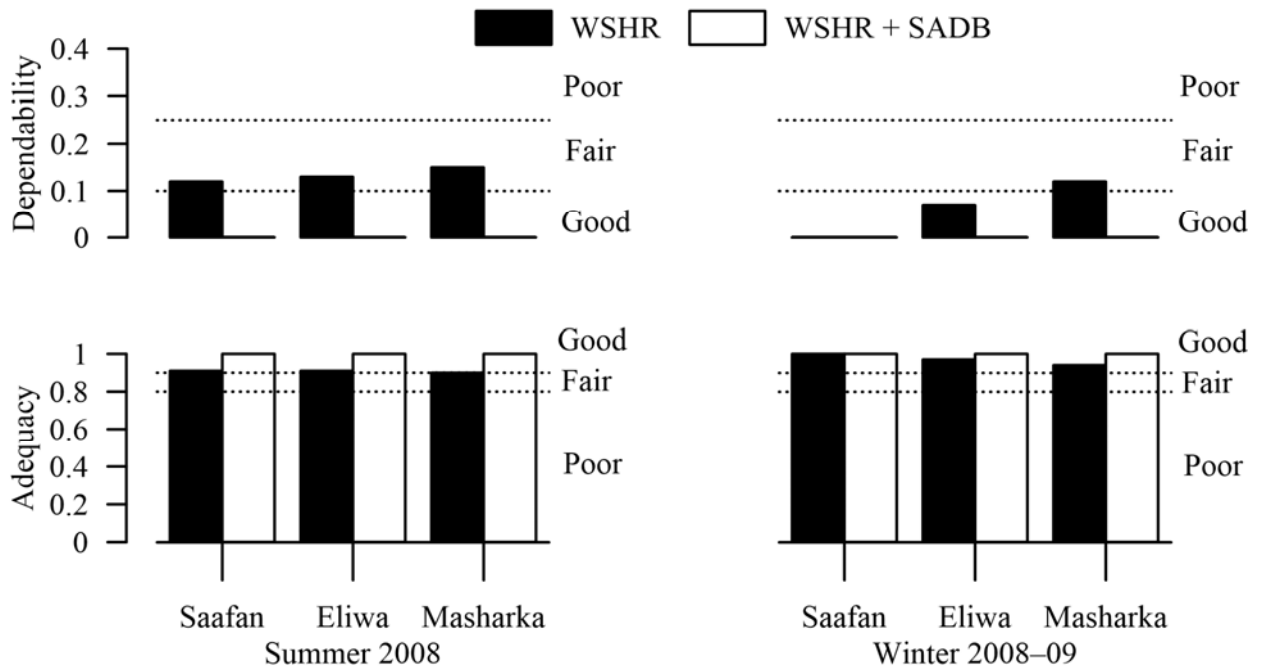 WSHR WSHR + SADB
Dependability
0.4
0.3
0.2
0.1
0
Poor
Fair
Good
Poor
Fair
Good
Adequacy
1
0.8
0.6
0.4
0.2
0
Good
Fair
Poor
Good
Fair
Poor
Saafan Eliwa Masharka
Summer 2008
Saafan Eliwa Masharka
Winter 2008–09